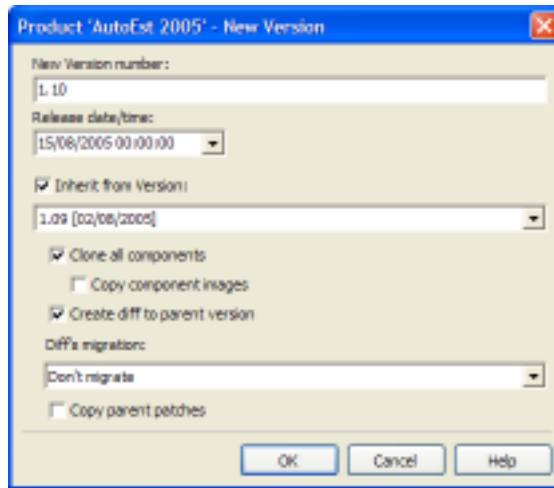 Product 'AutoEst 2005' - New Version
New Version number:
1.10
Release date/time:
15/08/2005 00:00:00
Inherit from Version:
1.09 [02/08/2005]
Clone all components
Copy component images
Create diff to parent version
Diffs migration:
Don't migrate
Copy parent patches
OK Cancel Help